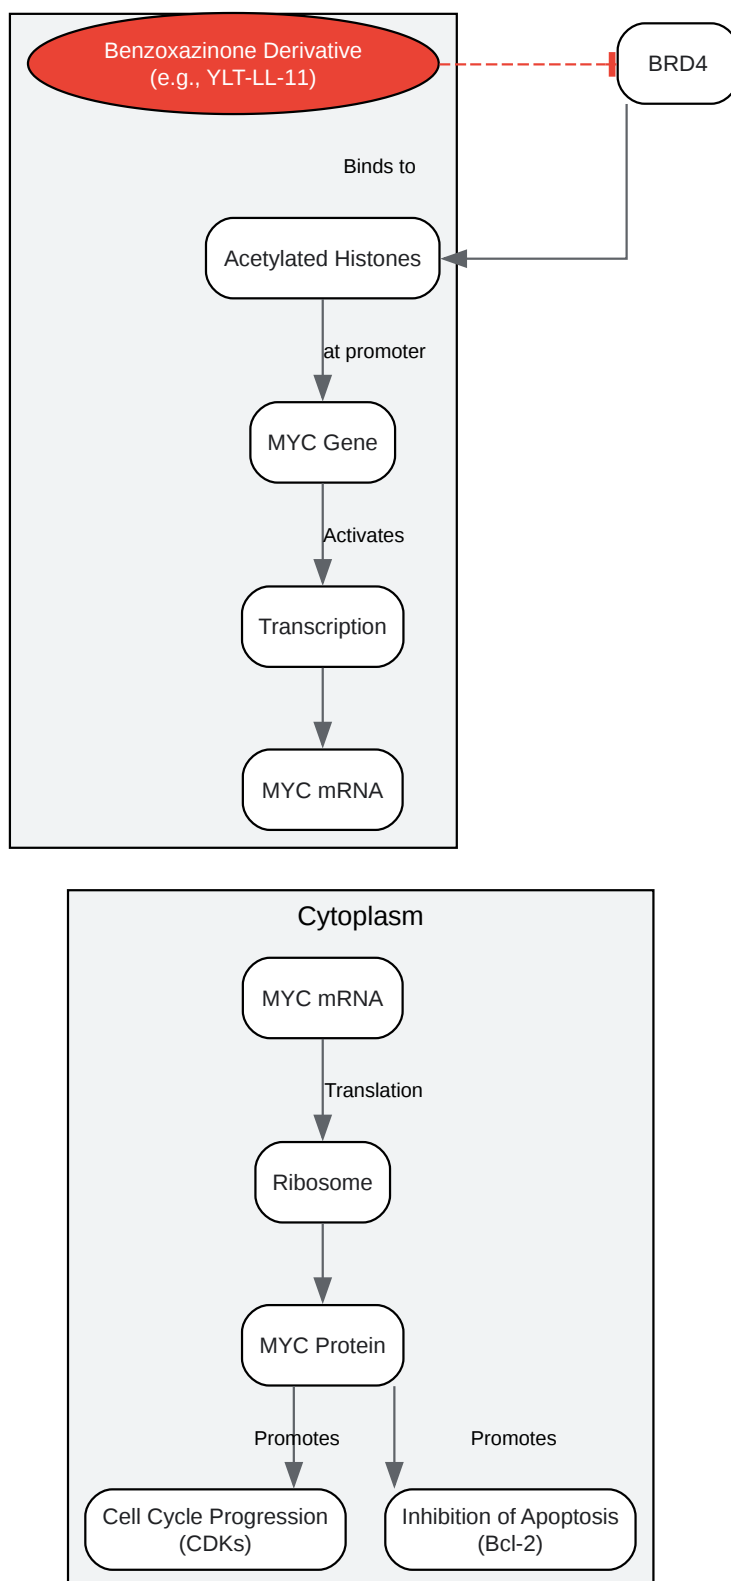 Benzoxazinone Derivative
(e.g., YLT-LL-11)
BRD4
Binds to
Acetylated Histones
at promoter
MYC Gene
Activates
Transcription
MYC mRNA
Cytoplasm
MYC mRNA
Translation
Ribosome
MYC Protein
Promotes
Promotes
Cell Cycle Progression
(CDKs)
Inhibition of Apoptosis
(Bcl-2)